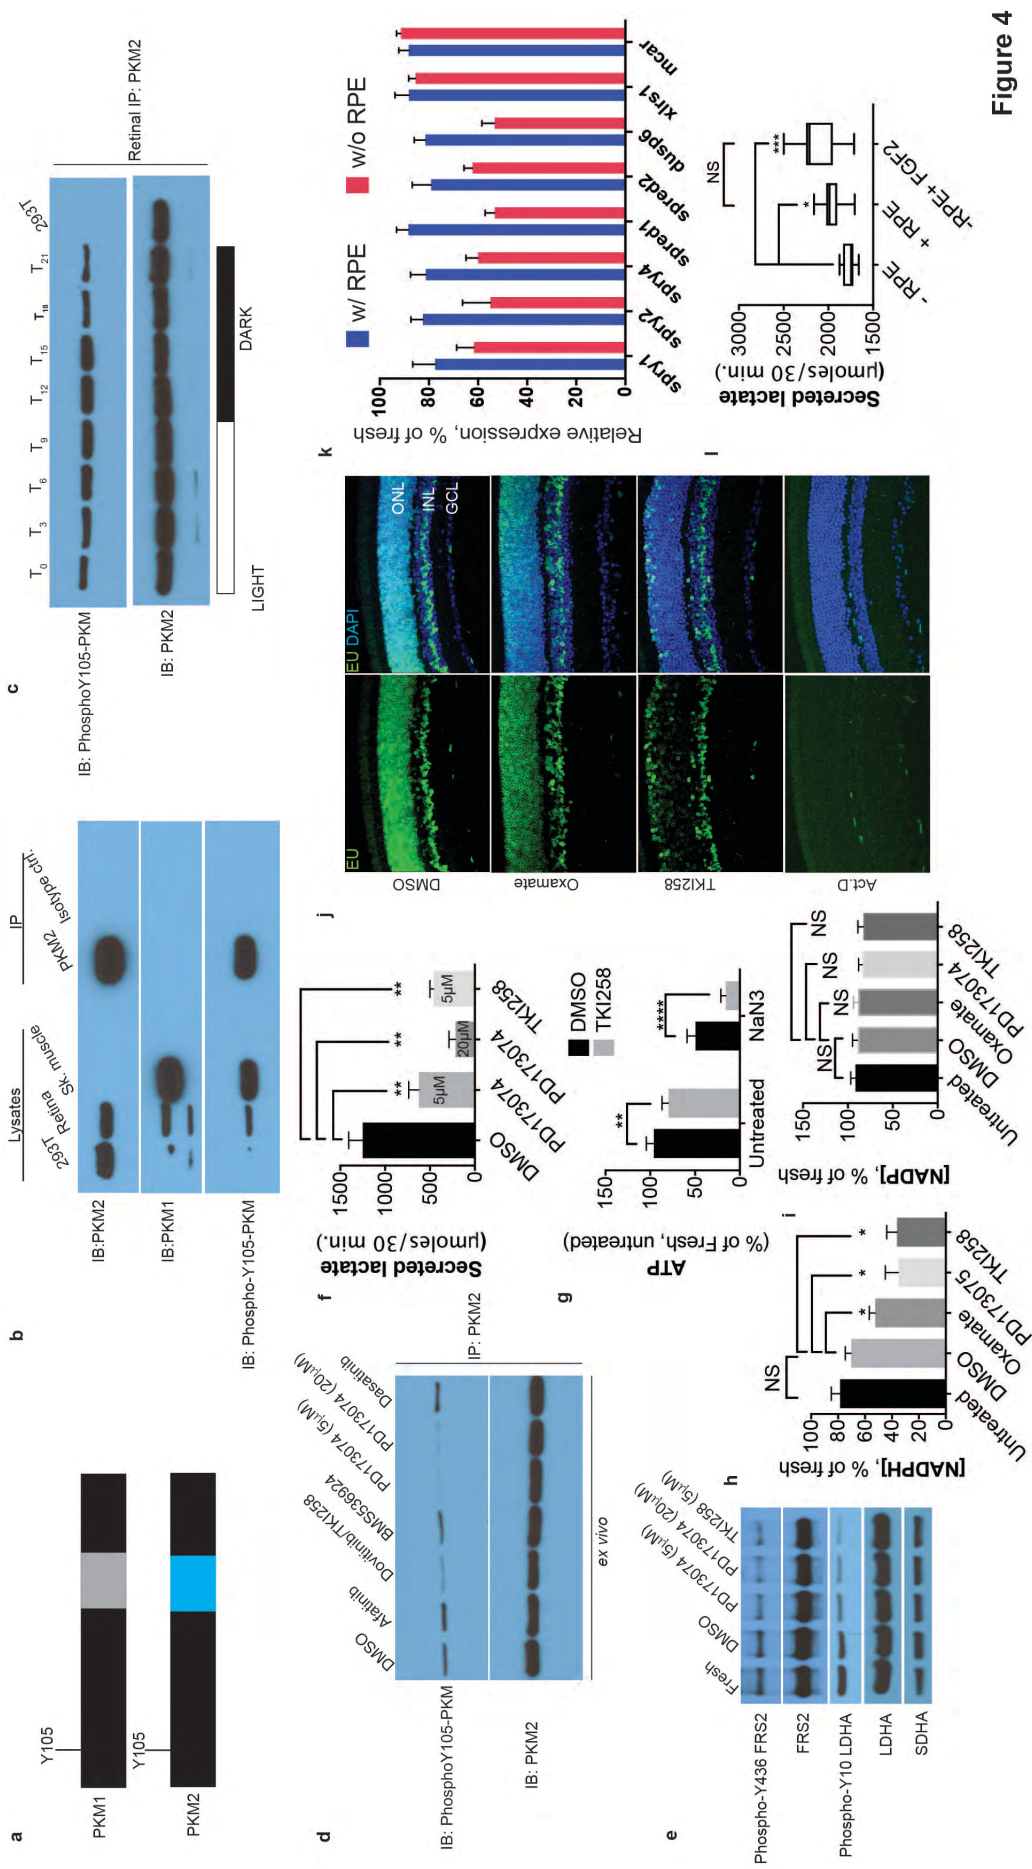 a
Y105
PKM1
Y105
PKM2
b
Lysates
IP
293T
Retina
Sk. muscle
PKM2
Isotype ctrl.
IB:PKM2
IB:PKM1
IB: Phospho-Y105-PKM
c
T0 T3 T6 T9 T12 T15 T18 T21 293T
IB: PhosphoY105-PKM
IB: PKM2
Retinal IP: PKM2
LIGHT
DARK
d
DMSO
Afatinib
Dovitinib/TKI258
BMS536924
PD173074 (5µM)
PD173074 (20µM)
Dasatinib
IB: PhosphoY105-PKM
IB: PKM2
IP: PKM2
ex vivo
e
Fresh
DMSO
PD173074 (5µM)
PD173074 (20µM)
TKI258 (5µM)
Phospho-Y436 FRS2
FRS2
Phospho-Y10 LDHA
LDHA
SDHA
f
Secreted lactate
(µmoles/30 min.)
1500
1000
500
0
** ** **
5µM
20µM
5µM
DMSO
PD173074
PD173074
TKI258
g
ATP
(% of Fresh, untreated)
150
100
50
0
**
****
DMSO
TKI258
Untreated
NaN3
h
[NADPH], % of fresh
100
80
60
40
20
0
NS
* * *
Untreated
DMSO
Oxamate
PD173075
TKI258
i
[NADP], % of fresh
150
100
50
0
NS
NS
NS
NS
Untreated
DMSO
Oxamate
PD173074
TKI258
j
EU
EU DAPI
DMSO
ONL
INL
GCL
Oxamate
TKI258
Act.D
k
Relative expression, % of fresh
100
80
60
40
20
0
w/ RPE
w/o RPE
spry1
spry2
spry4
spred1
spred2
dusp6
xlrs1
mcar
l
Secreted lactate
(µmoles/30 min.)
3000
2500
2000
1500
NS
*
***
- RPE
+ RPE
-RPE+ FGF2
Figure 4